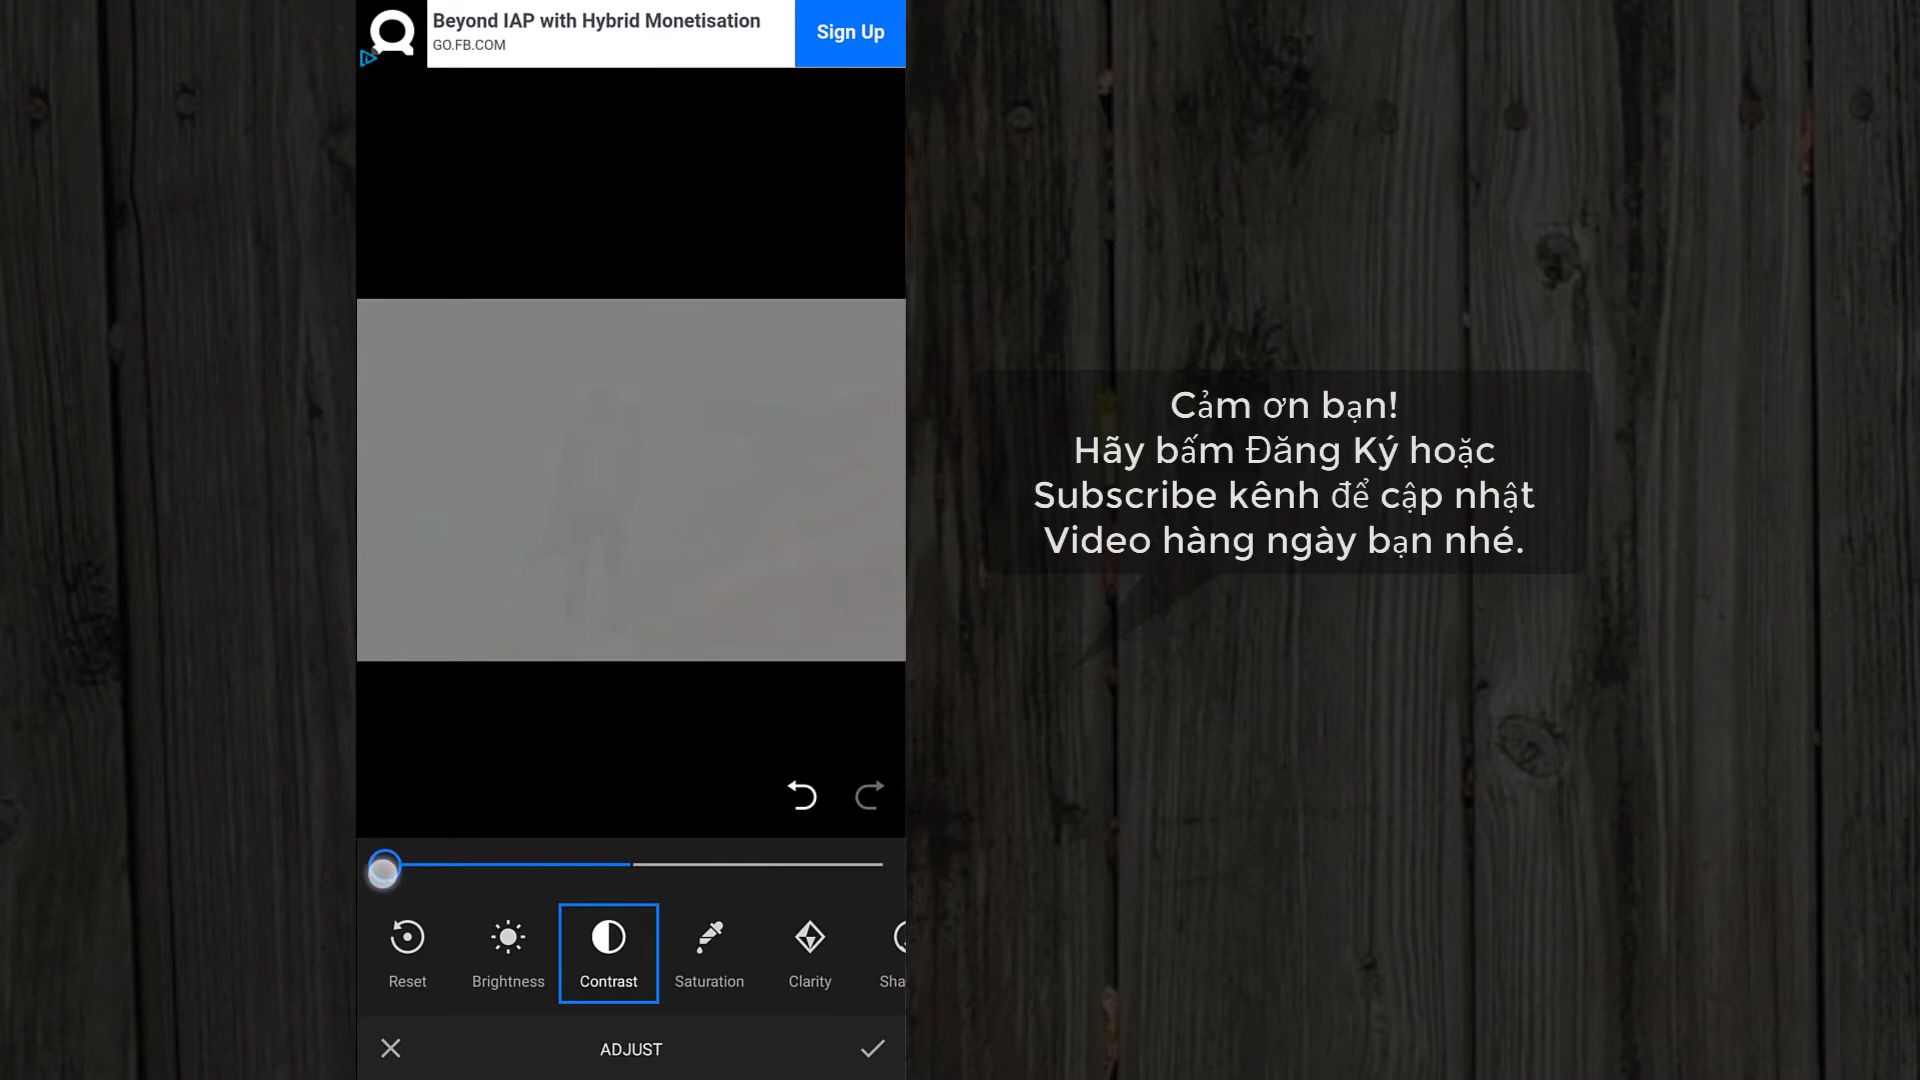 Beyond IAP with Hybrid Monetisation
GO.FB.COM
Sign Up
Cảm ơn bạn!
Hãy bấm Đăng Ký hoặc
Subscribe kênh để cập nhật
Video hàng ngày bạn nhé.
Reset
Brightness
Contrast
Saturation
Clarity
Sha
ADJUST